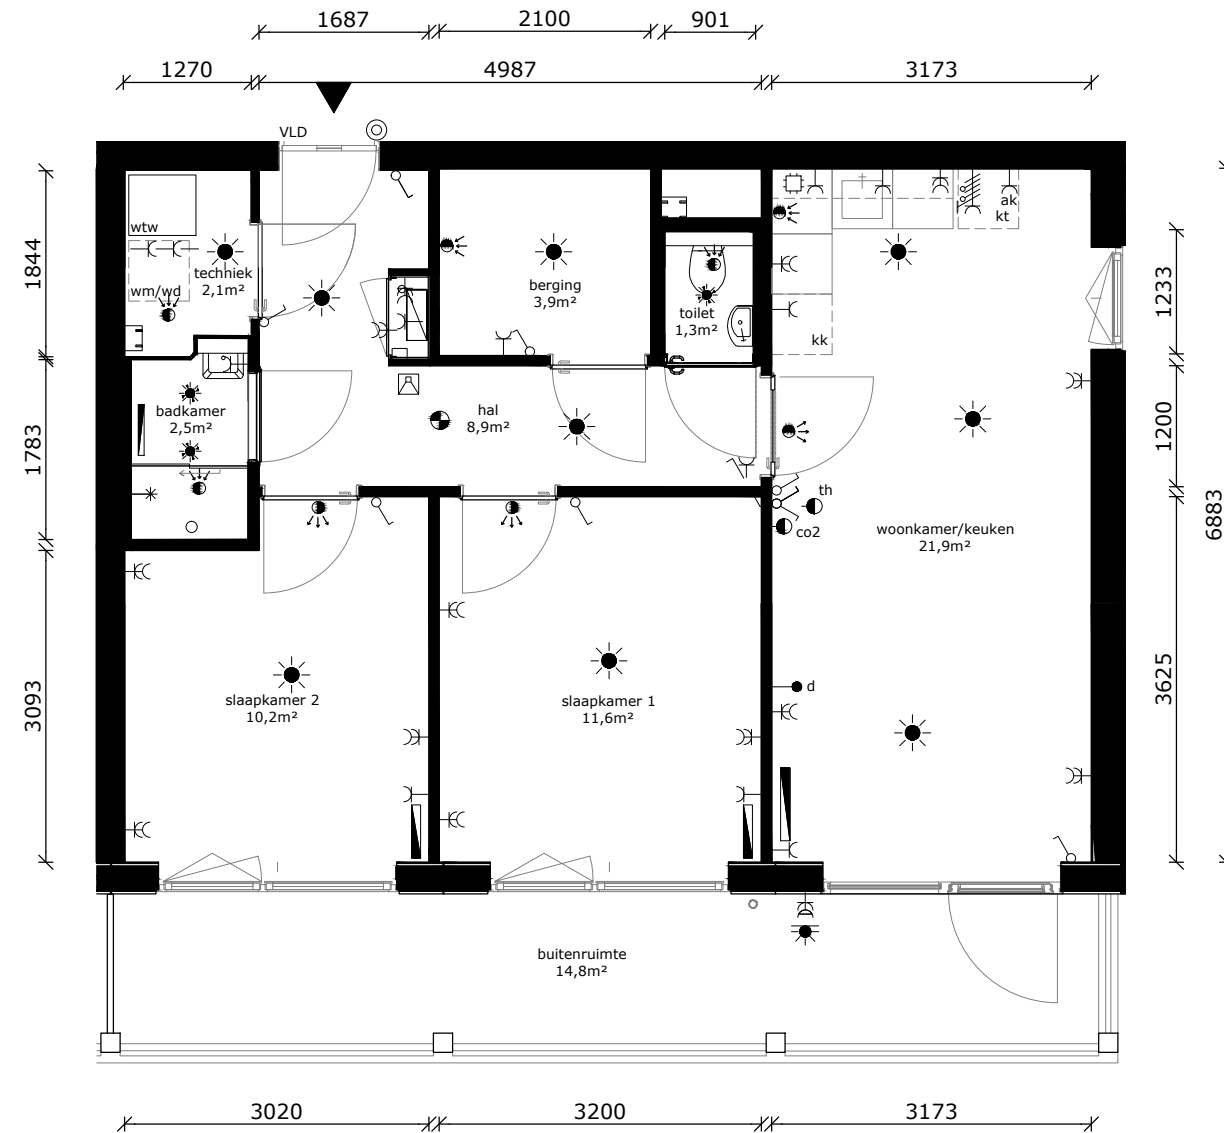 1687
2100
901
1270
4987
3173
VLD
wtw
techniek
2,1m²
wm/wd
berging
3,9m²
toilet
1,3m²
ak
kt
kk
1844
1233
badkamer
2,5m²
hal
8,9m²
1783
1200
th
co2
woonkamer/keuken
21,9m²
6883
slaapkamer 2
10,2m²
slaapkamer 1
11,6m²
d
3093
3625
buitenruimte
14,8m²
3020
3200
3173